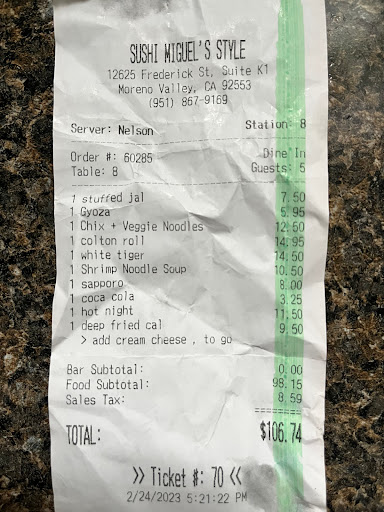 SUSHI MIGUEL'S STYLE
12625 Frederick St, Suite K1
Moreno Valley, CA 92553
(951) 867-9169
Server: Nelson Station: 8
Order #: 60285 Dine In
Table: 8 Guests: 5
1 stuffed jal 7.50
1 Gyoza 5.95
1 Chix + Veggie Noodles 12.50
1 colton roll 14.95
1 white tiger 14.50
1 Shrimp Noodle Soup 10.50
1 sapporo 8.00
1 coca cola 3.25
1 hot night 11.50
1 deep fried cal 9.50
> add cream cheese , to go
Bar Subtotal: 0.00
Food Subtotal: 98.15
Sales Tax: 8.59
======
TOTAL: $106.74
>> Ticket #: 70 <<
2/24/2023 5:21:22 PM